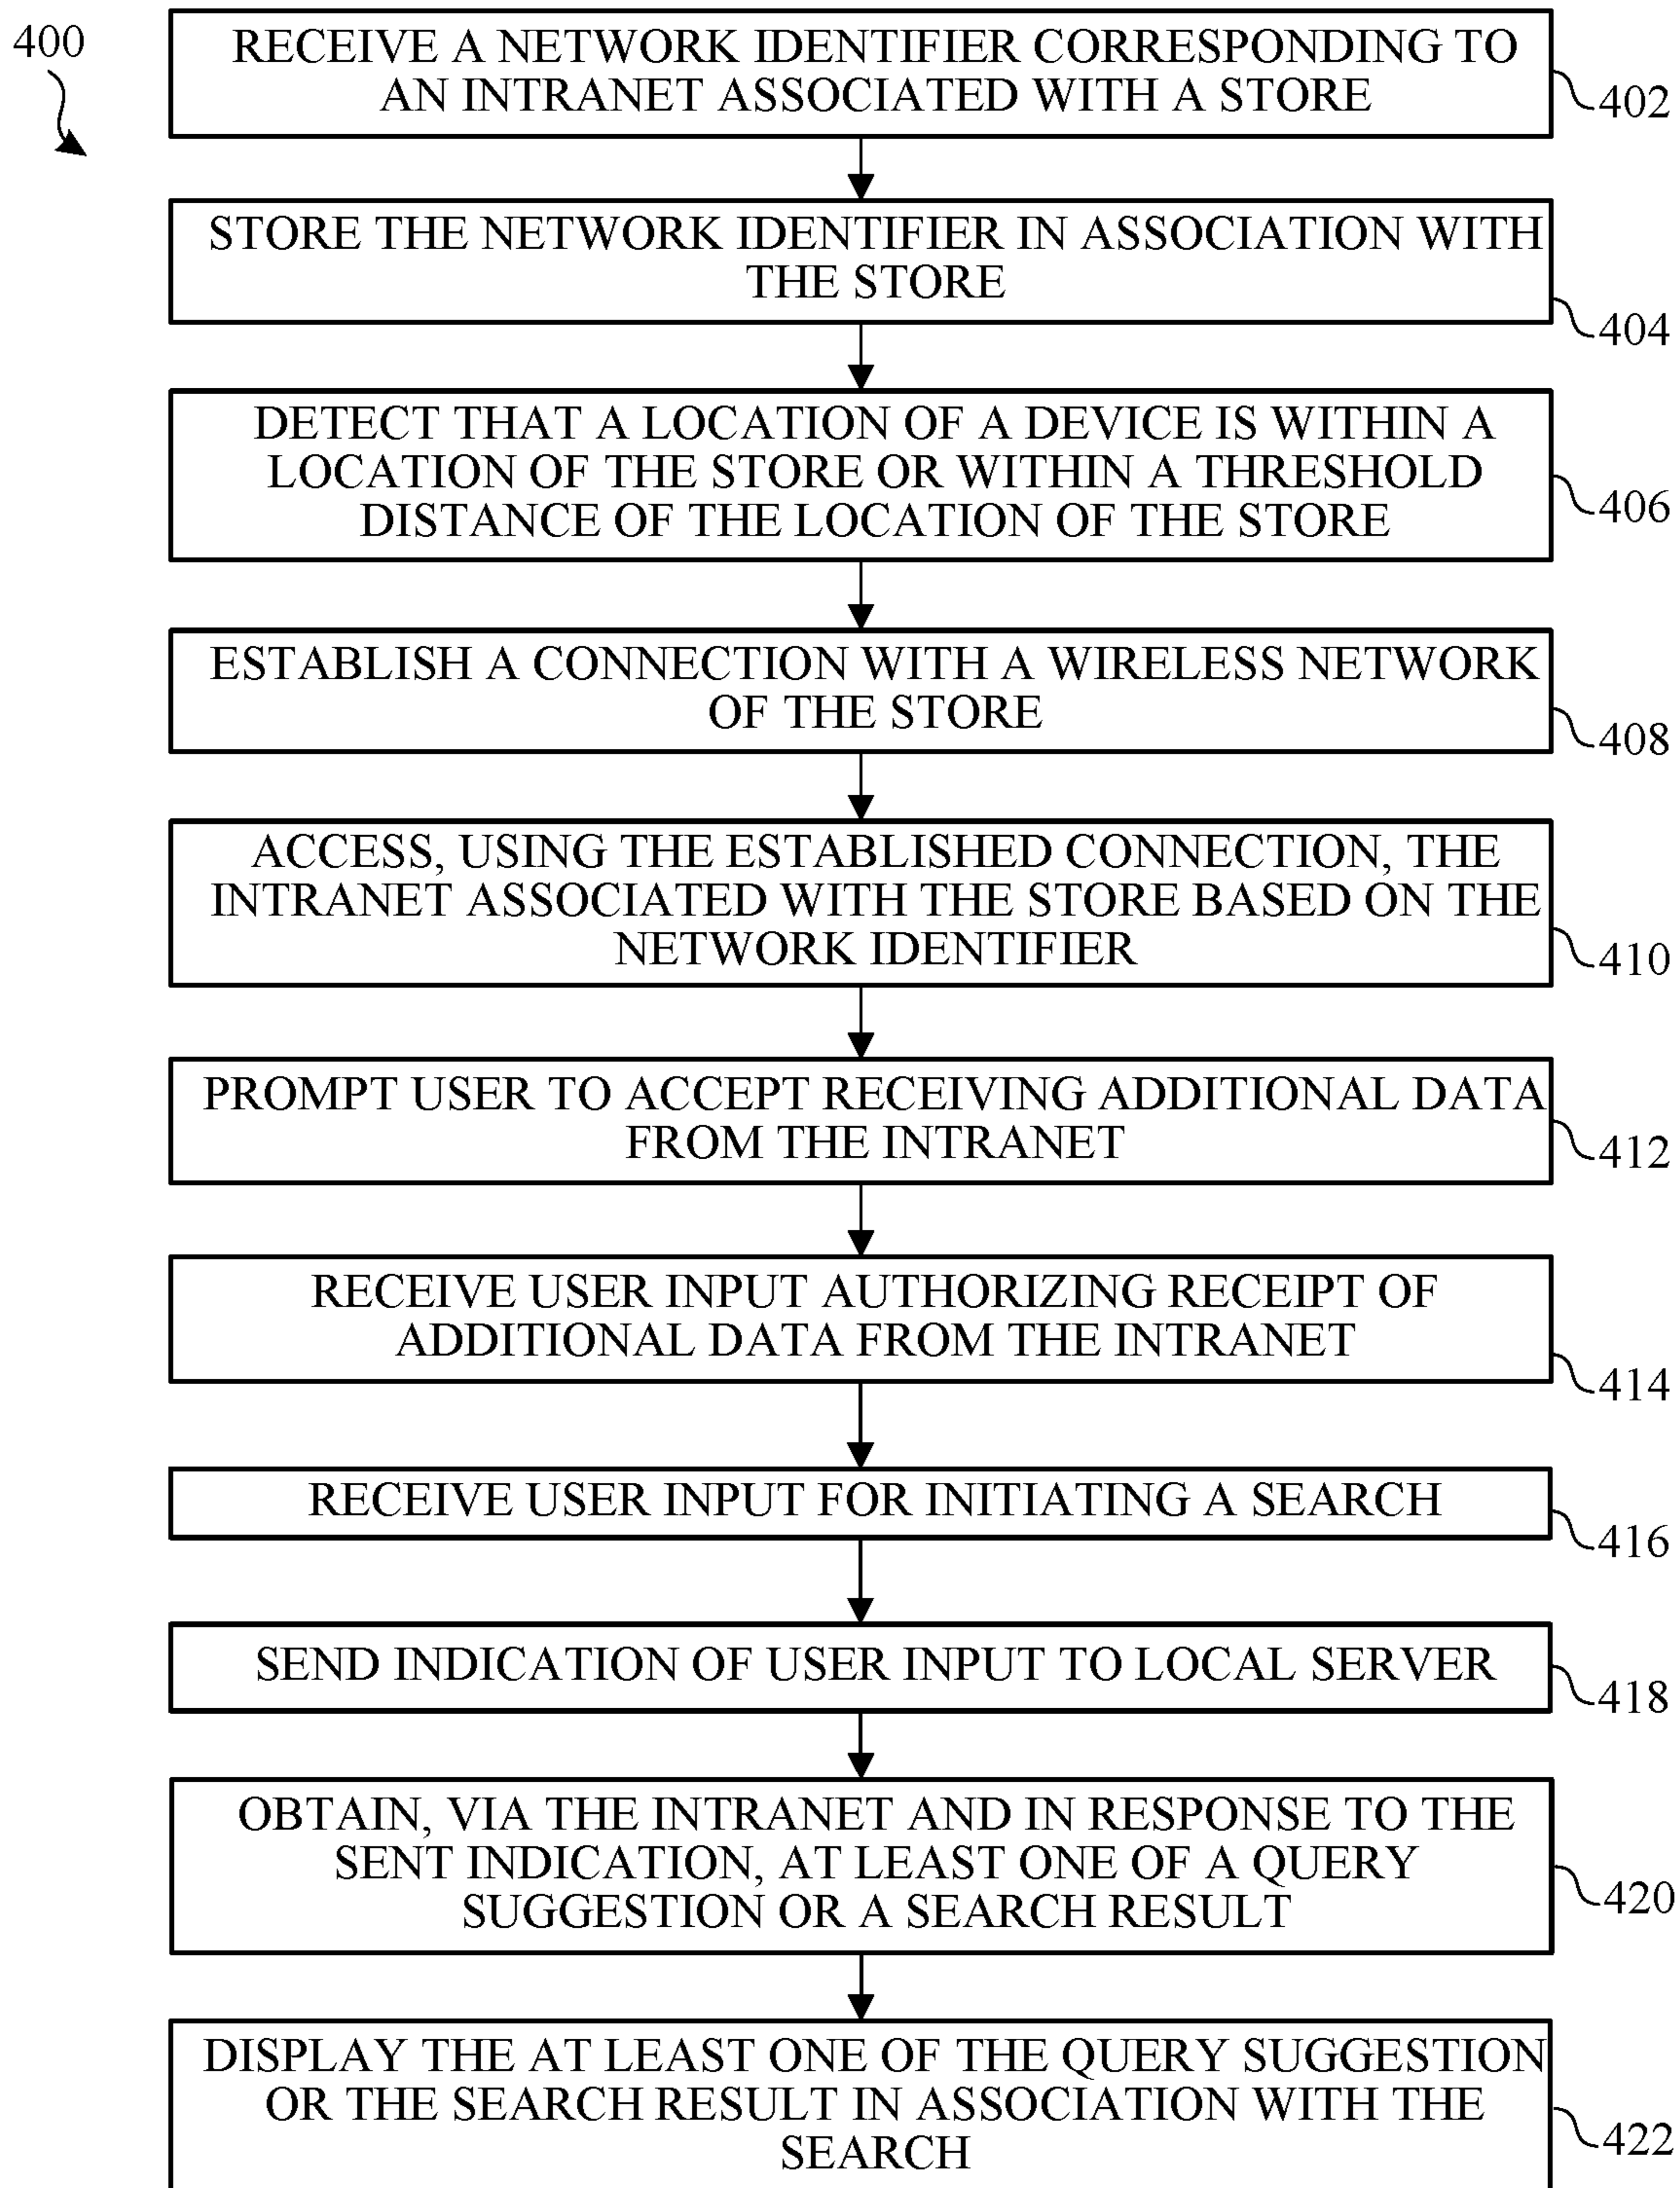 400
RECEIVE A NETWORK IDENTIFIER CORRESPONDING TO
AN INTRANET ASSOCIATED WITH A STORE
402
STORE THE NETWORK IDENTIFIER IN ASSOCIATION WITH
THE STORE
404
DETECT THAT A LOCATION OF A DEVICE IS WITHIN A
LOCATION OF THE STORE OR WITHIN A THRESHOLD
DISTANCE OF THE LOCATION OF THE STORE
406
ESTABLISH A CONNECTION WITH A WIRELESS NETWORK
OF THE STORE
408
ACCESS, USING THE ESTABLISHED CONNECTION, THE
INTRANET ASSOCIATED WITH THE STORE BASED ON THE
NETWORK IDENTIFIER
410
PROMPT USER TO ACCEPT RECEIVING ADDITIONAL DATA
FROM THE INTRANET
412
RECEIVE USER INPUT AUTHORIZING RECEIPT OF
ADDITIONAL DATA FROM THE INTRANET
414
RECEIVE USER INPUT FOR INITIATING A SEARCH
416
SEND INDICATION OF USER INPUT TO LOCAL SERVER
418
OBTAIN, VIA THE INTRANET AND IN RESPONSE TO THE
SENT INDICATION, AT LEAST ONE OF A QUERY
SUGGESTION OR A SEARCH RESULT
420
DISPLAY THE AT LEAST ONE OF THE QUERY SUGGESTION
OR THE SEARCH RESULT IN ASSOCIATION WITH THE
SEARCH
422